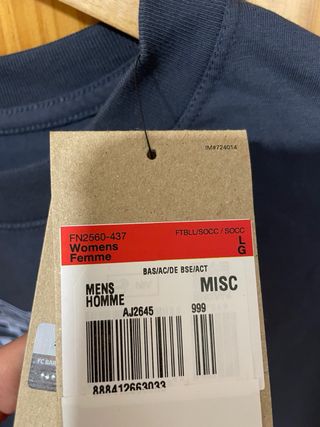 IM#724014
FN2560-437
FTBLL/SOCC / SOCC
Womens
L
Femme
G
BAS/AC/DE BSE/ACT
MENS
MISC
HOMME
AJ2645
999
888412663033
FC BAR